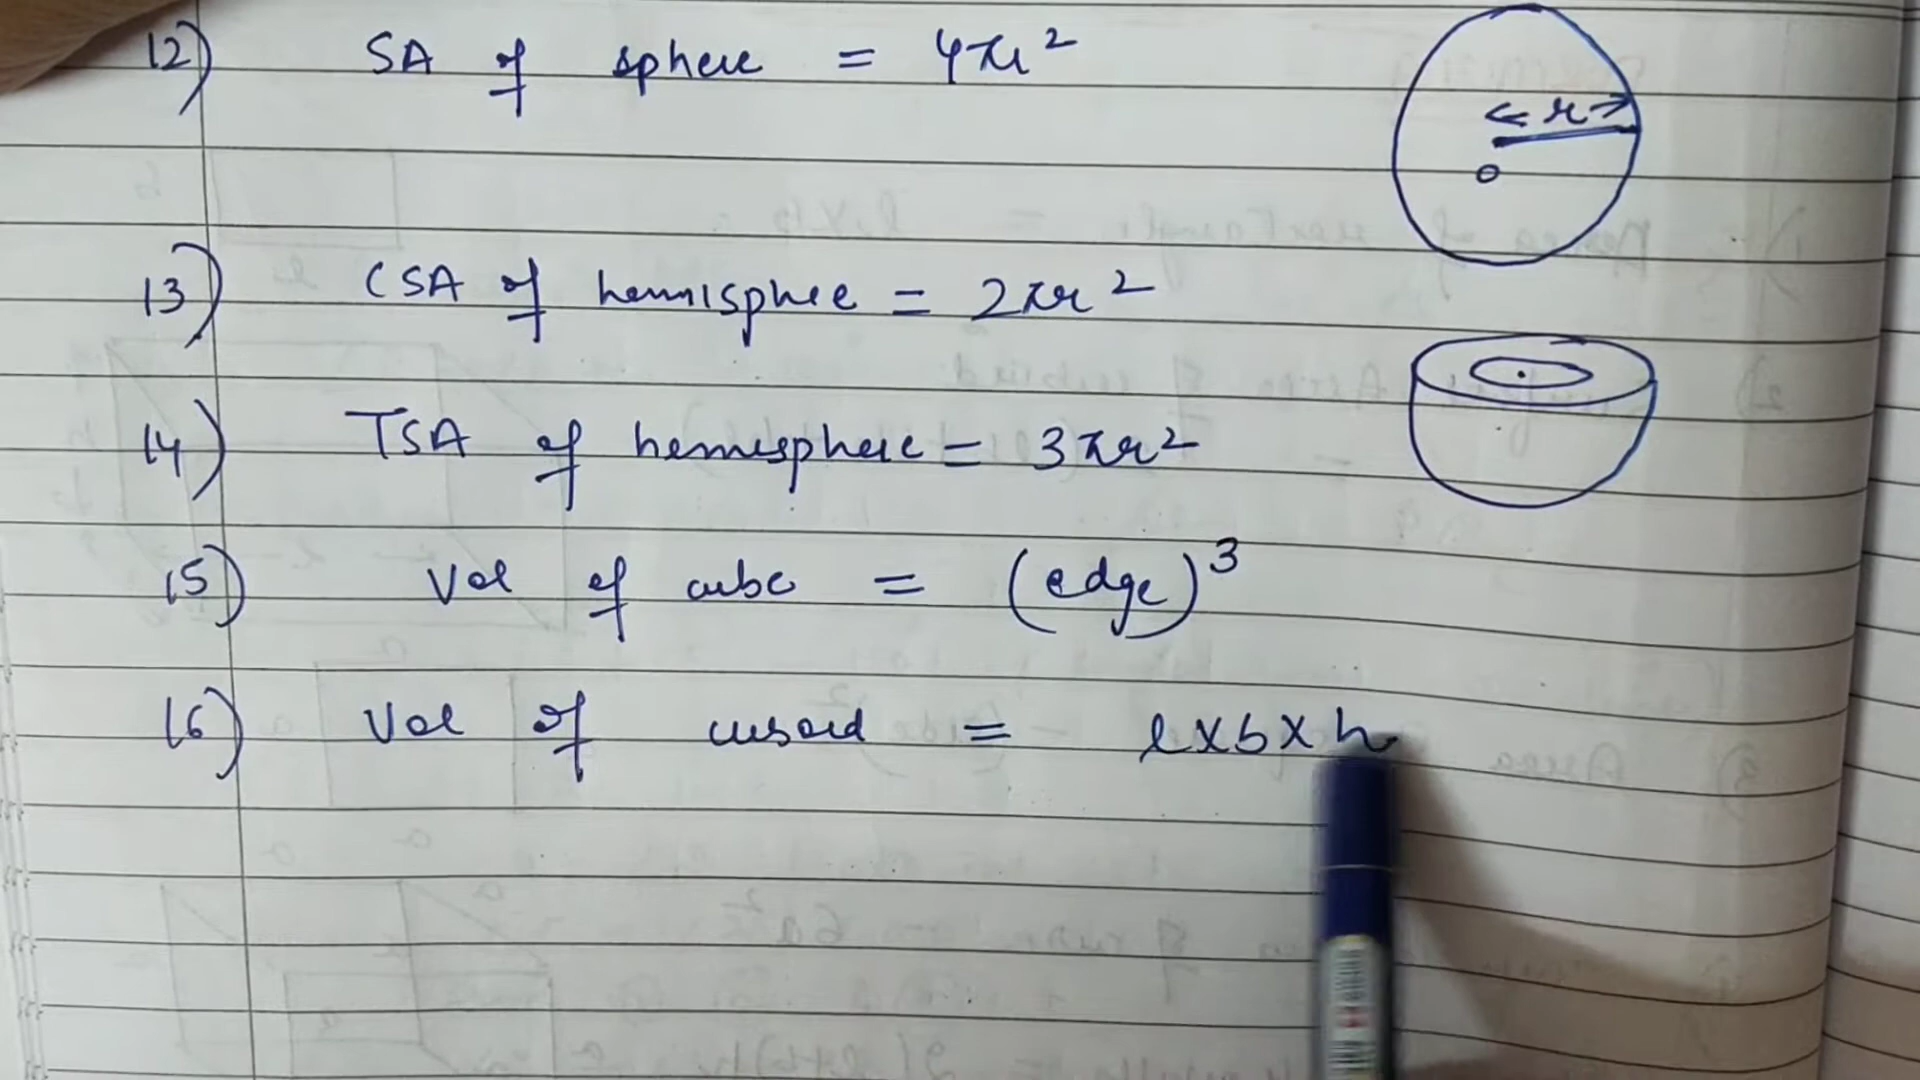 12) SA of sphere = 4πr²
r
o
13) CSA of hemisphere = 2πr²
14) TSA of hemisphere = 3πr²
15) Vol of cube = (edge)³
16) Vol of cuboid = l×b×h